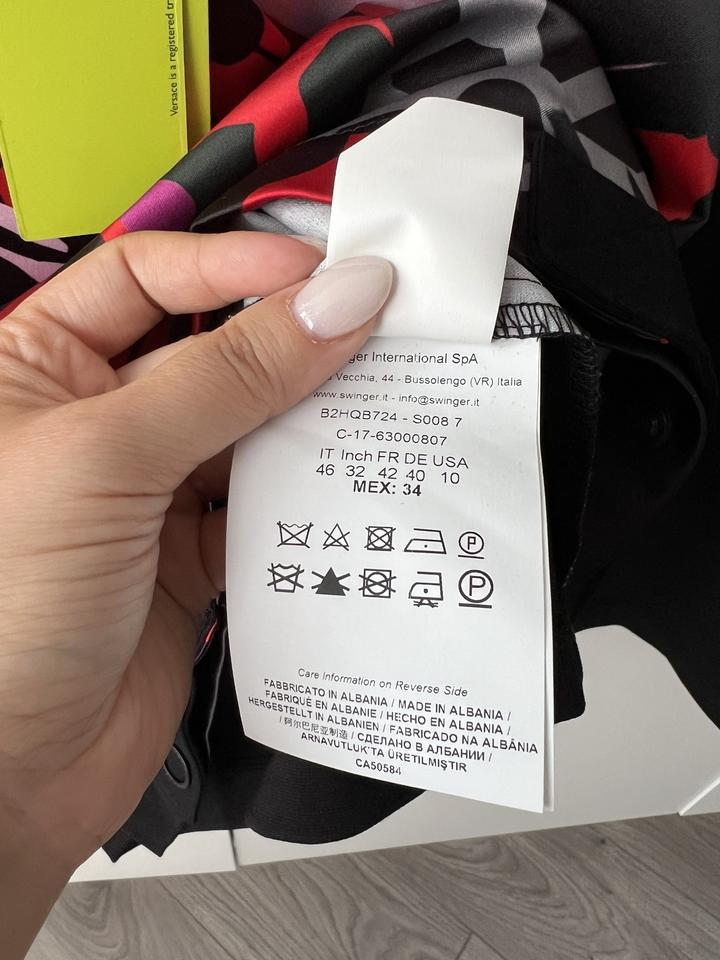 Versace is a registered
ger International SpA
Vecchia, 44 - Bussolengo (VR) Italia
www.swinger.it - info@swinger.it
B2HQB724 - S008 7
C-17-63000807
IT Inch FR DE USA
46 32 42 40 10
MEX: 34
P
P
Care Information on Reverse Side
FABBRICATO IN ALBANIA / MADE IN ALBANIA /
FABRIQUÉ EN ALBANIE / HECHO EN ALBANIA /
HERGESTELLT IN ALBANIEN / FABRICADO NA ALBÂNIA
/ 阿尔巴尼亚制造 / СДЕЛАНО В АЛБАНИИ /
ARNAVUTLUK'TA ÜRETILMIŞTIR
CA50584